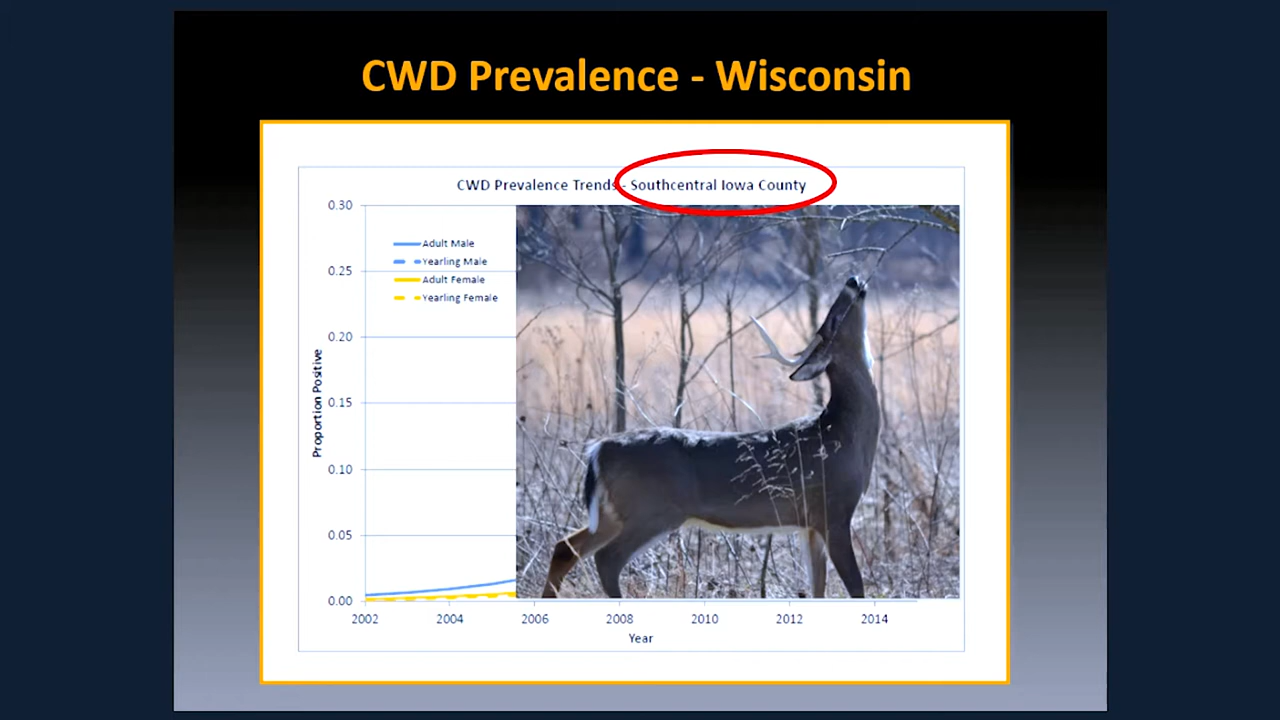 CWD Prevalence - Wisconsin
CWD Prevalence Trends - Southcentral Iowa County
0.30
0.25
0.20
0.15
0.10
0.05
0.00
Proportion Positive
Adult Male
Yearling Male
Adult Female
Yearling Female
2002 2004 2006 2008 2010 2012 2014
Year